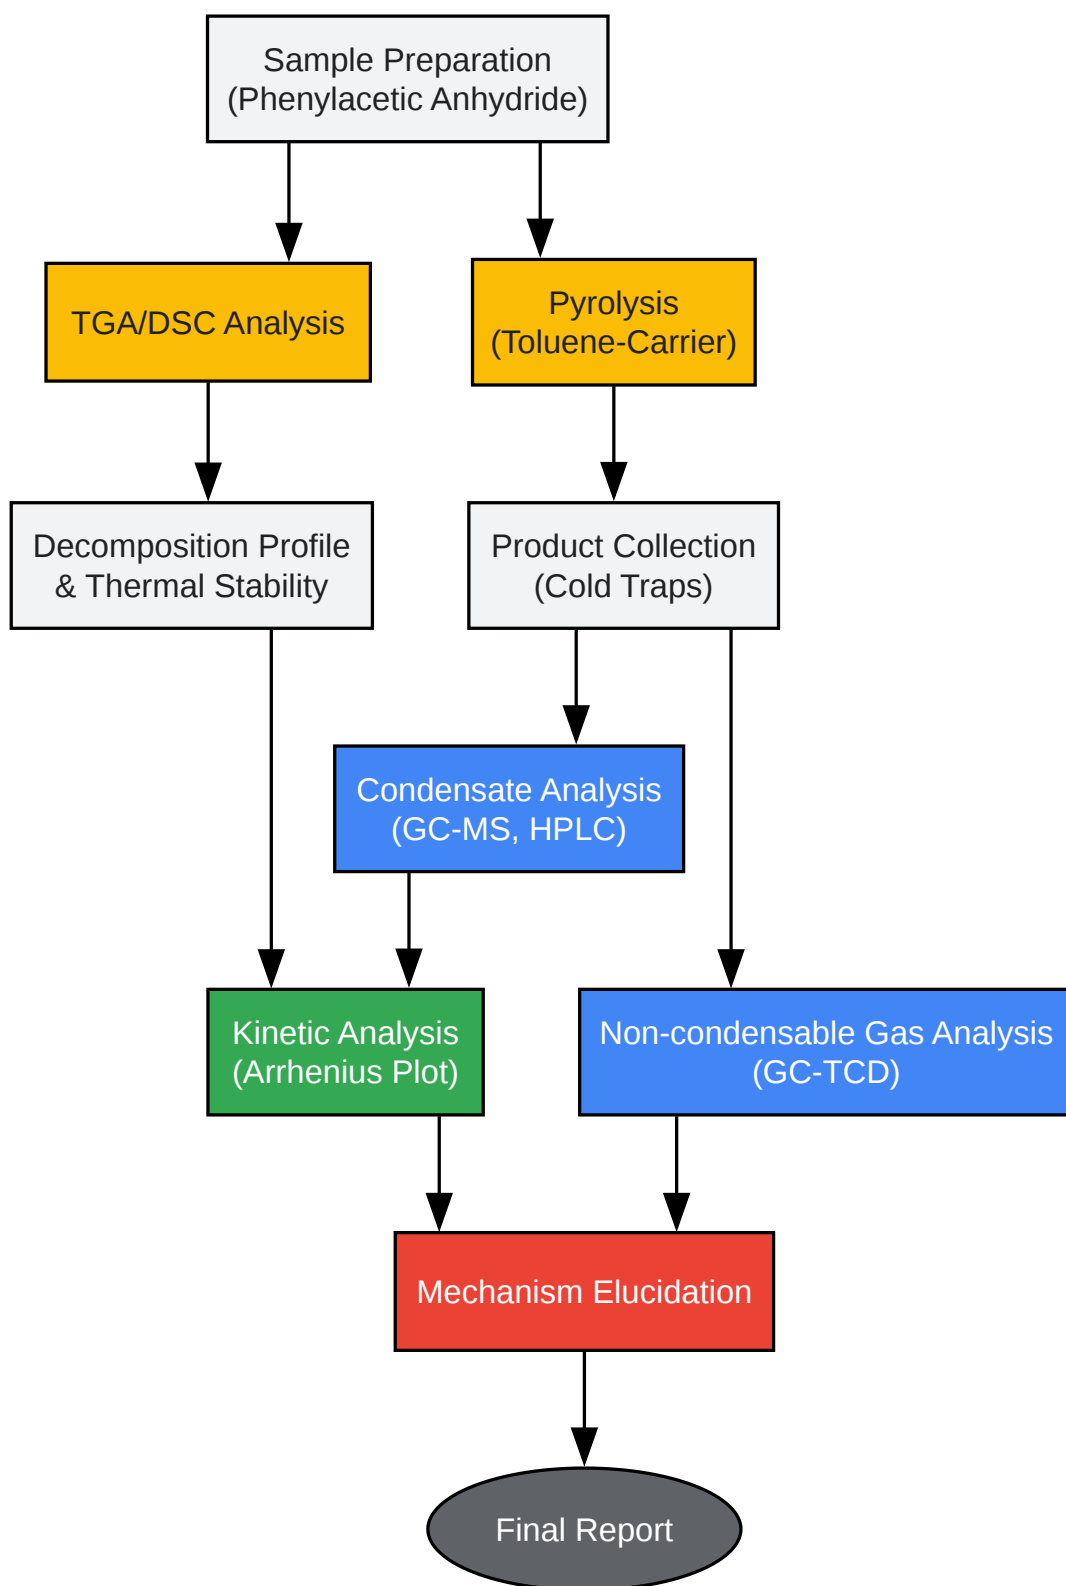 Sample Preparation
(Phenylacetic Anhydride)
TGA/DSC Analysis
Pyrolysis
(Toluene-Carrier)
Decomposition Profile
& Thermal Stability
Product Collection
(Cold Traps)
Condensate Analysis
(GC-MS, HPLC)
Kinetic Analysis
(Arrhenius Plot)
Non-condensable Gas Analysis
(GC-TCD)
Mechanism Elucidation
Final Report